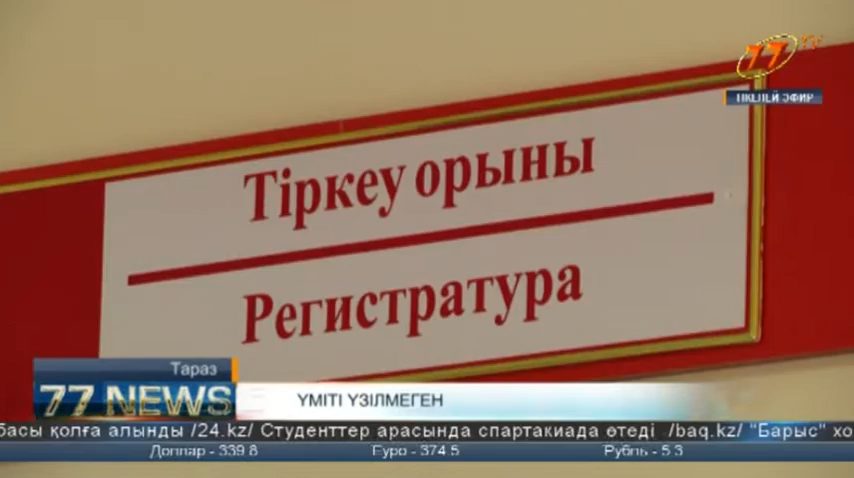 77 TV
ТІКЕЛЕЙ ЭФИР
Тіркеу орыны
Регистратура
Тараз
77 NEWS
ҮМІТІ ҮЗІЛМЕГЕН
басы қолға алынды /24.kz/ Студенттер арасында спартакиада өтеді /baq.kz/ "Барыс" хо
Доллар - 339.8 Еуро - 374.5 Рубль - 5.3